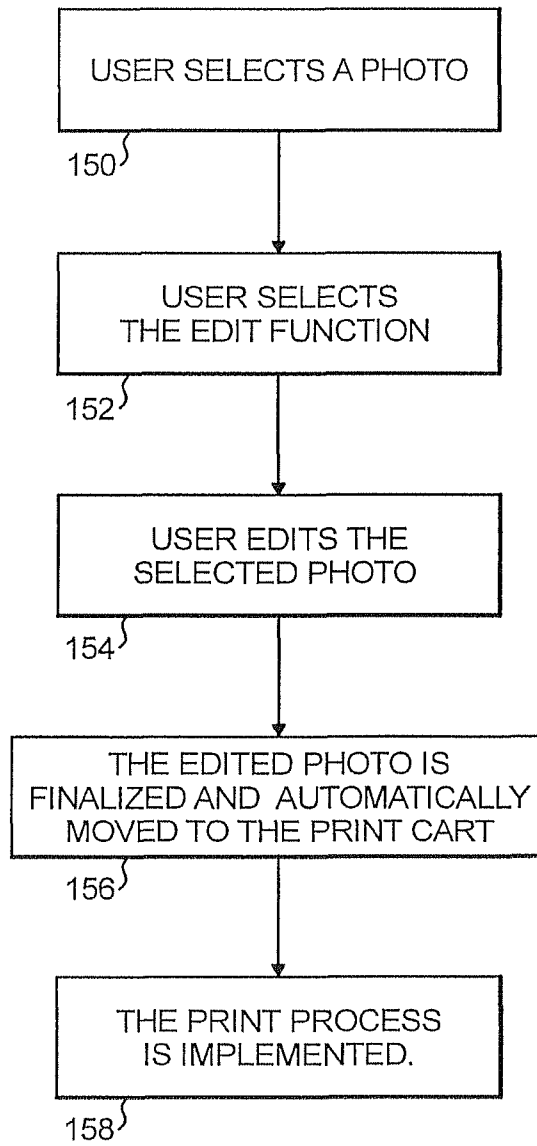 USER SELECTS A PHOTO
150
USER SELECTS
THE EDIT FUNCTION
152
USER EDITS THE
SELECTED PHOTO
154
THE EDITED PHOTO IS
FINALIZED AND AUTOMATICALLY
MOVED TO THE PRINT CART
156
THE PRINT PROCESS
IS IMPLEMENTED.
158